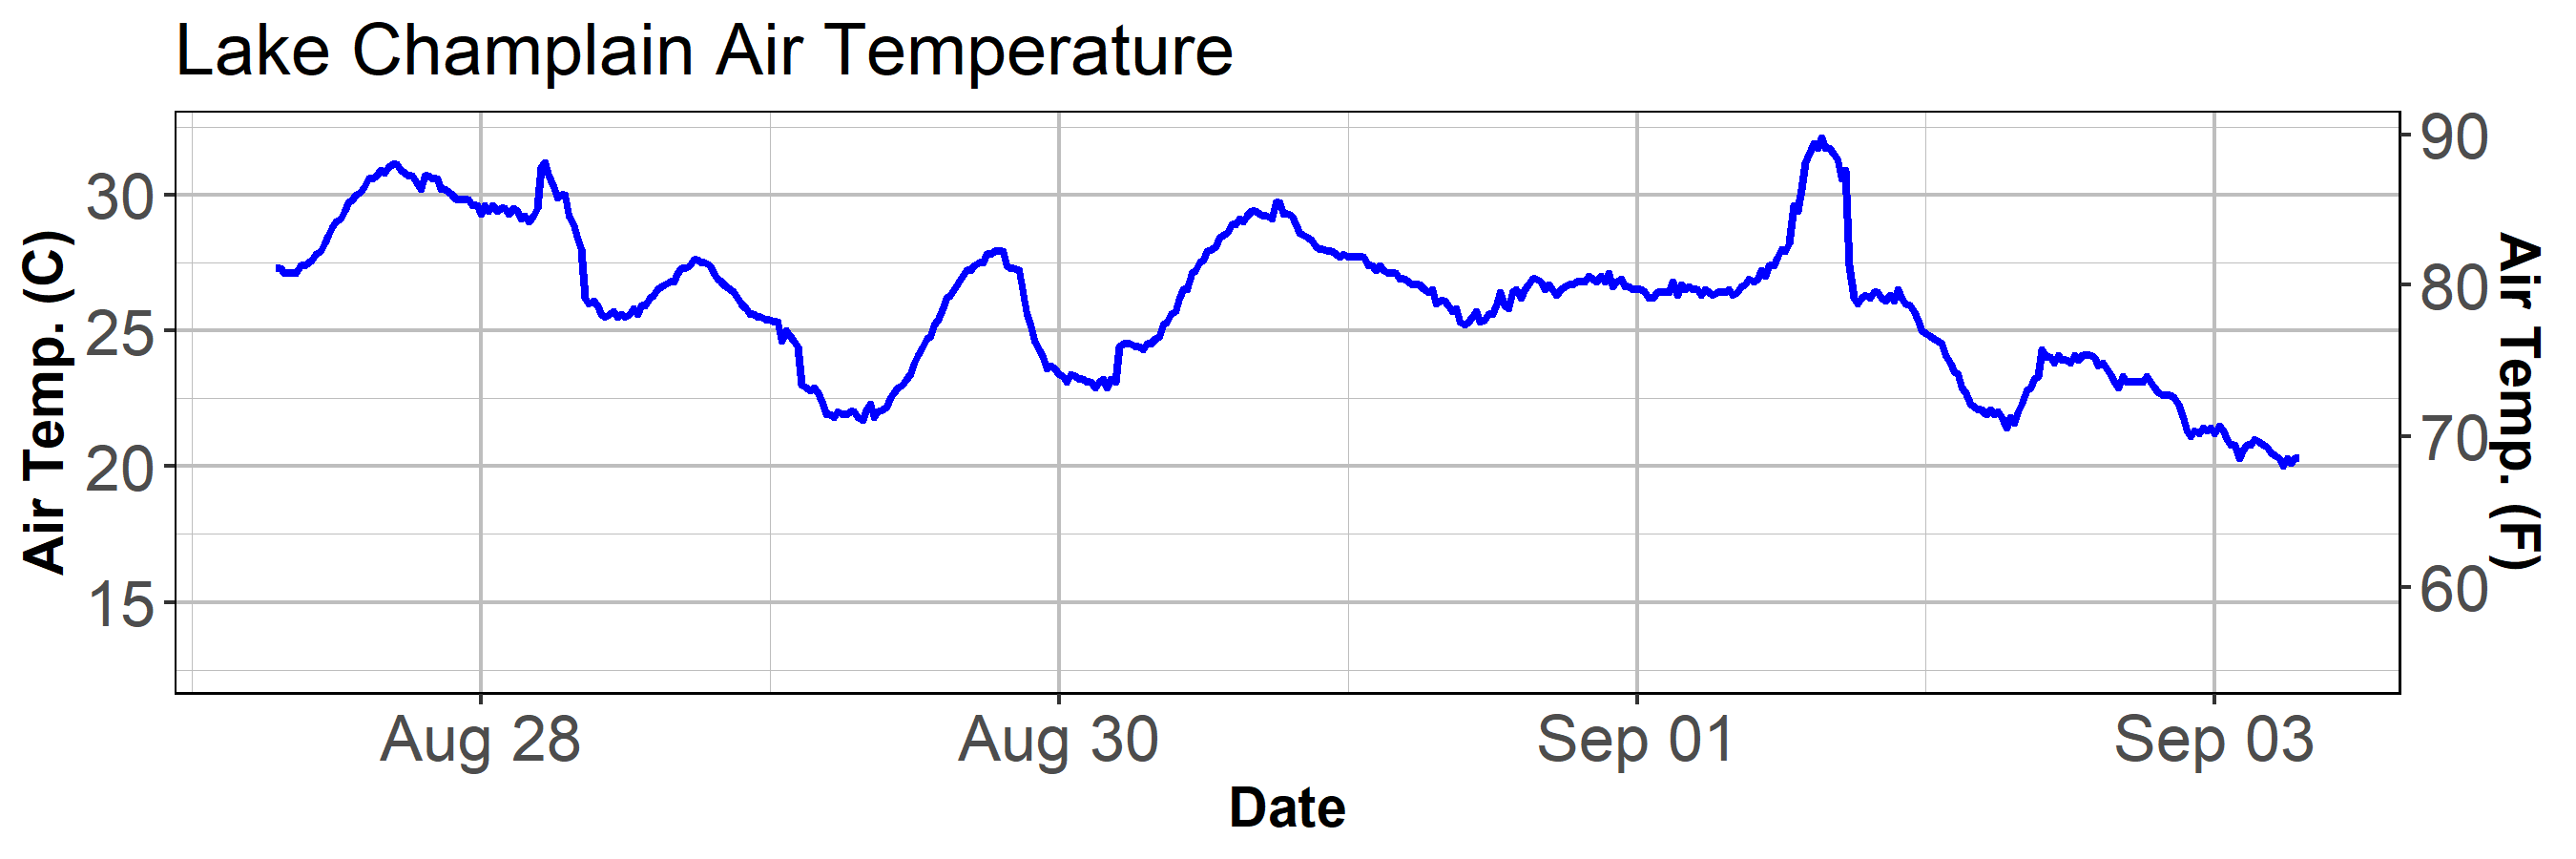 Lake Champlain Air Temperature
Air Temp. (C)
30
25
20
15
90
80
70
60
Air Temp. (F)
Aug 28
Aug 30
Sep 01
Sep 03
Date